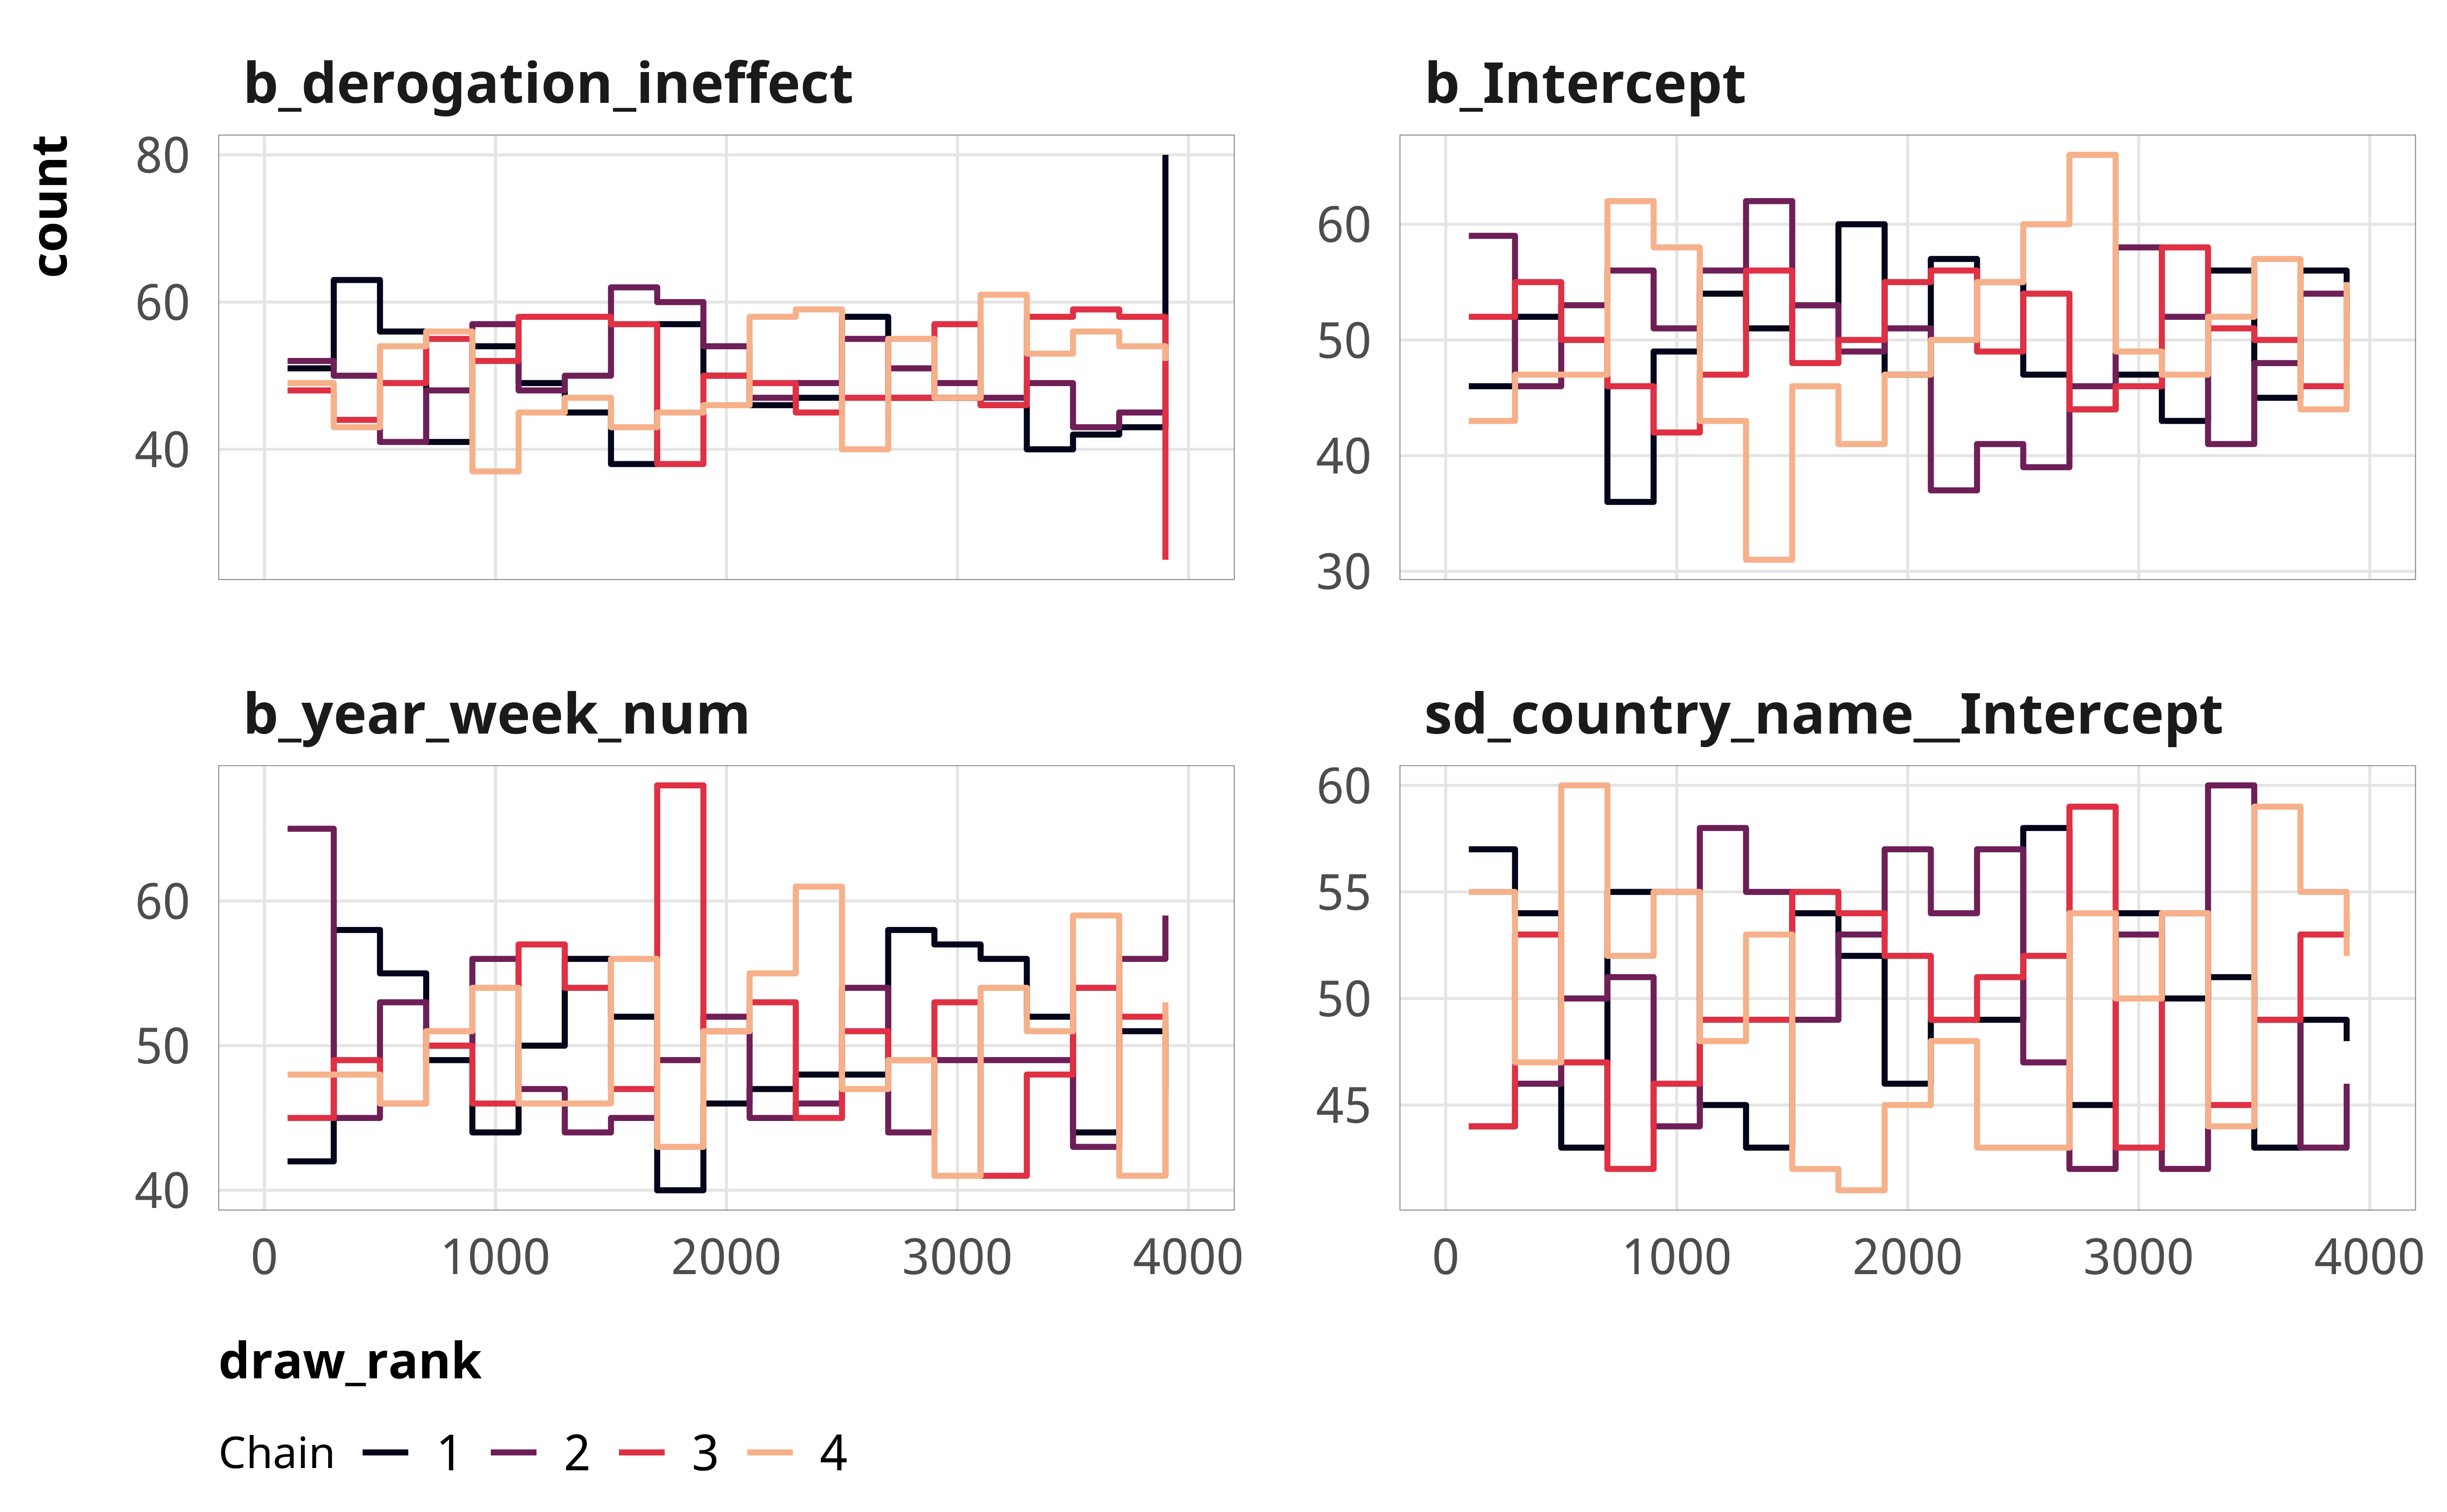 b_derogation_ineffect
b_Intercept
count
80
60
40
60
50
40
30
b_year_week_num
sd_country_name__Intercept
60
50
40
60
55
50
45
0 1000 2000 3000 4000
0 1000 2000 3000 4000
draw_rank
Chain 1 2 3 4